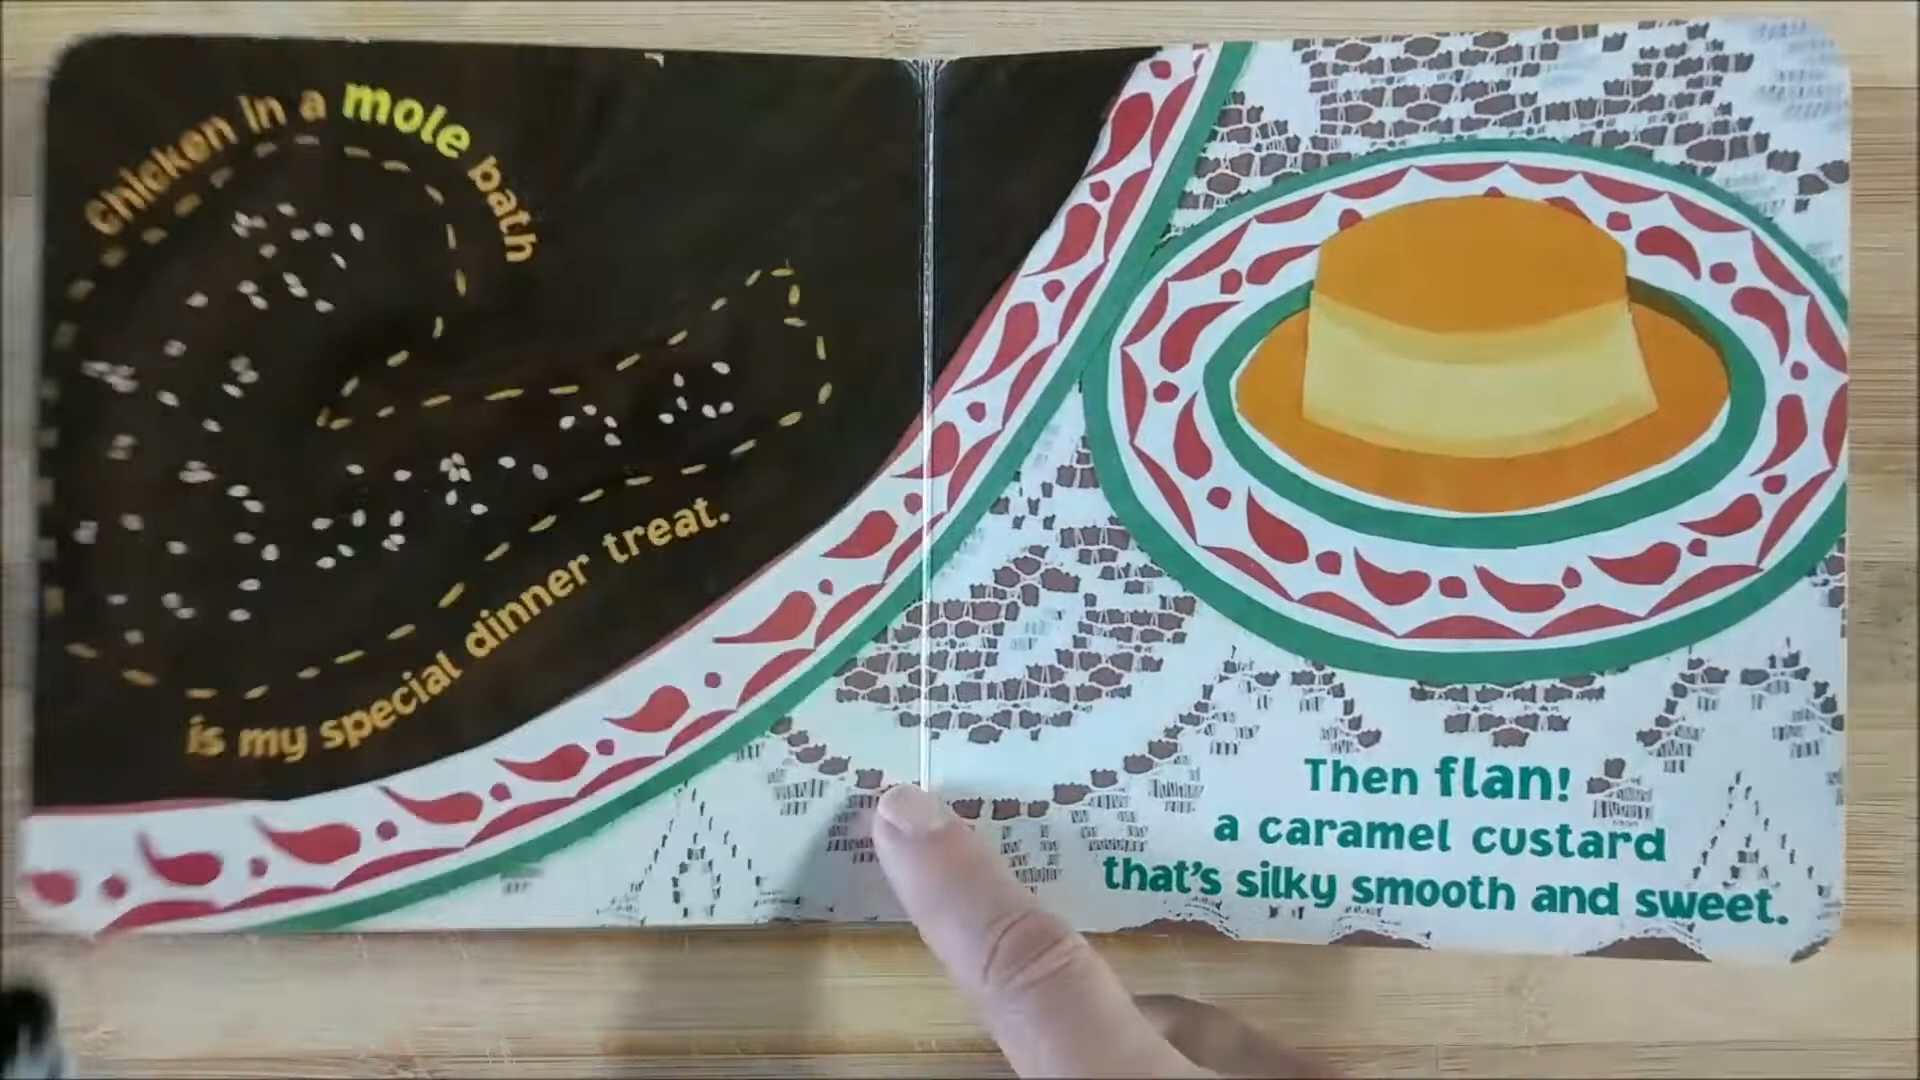 Chicken in a mole bath
is my special dinner treat.
Then flan!
a caramel custard
that's silky smooth and sweet.